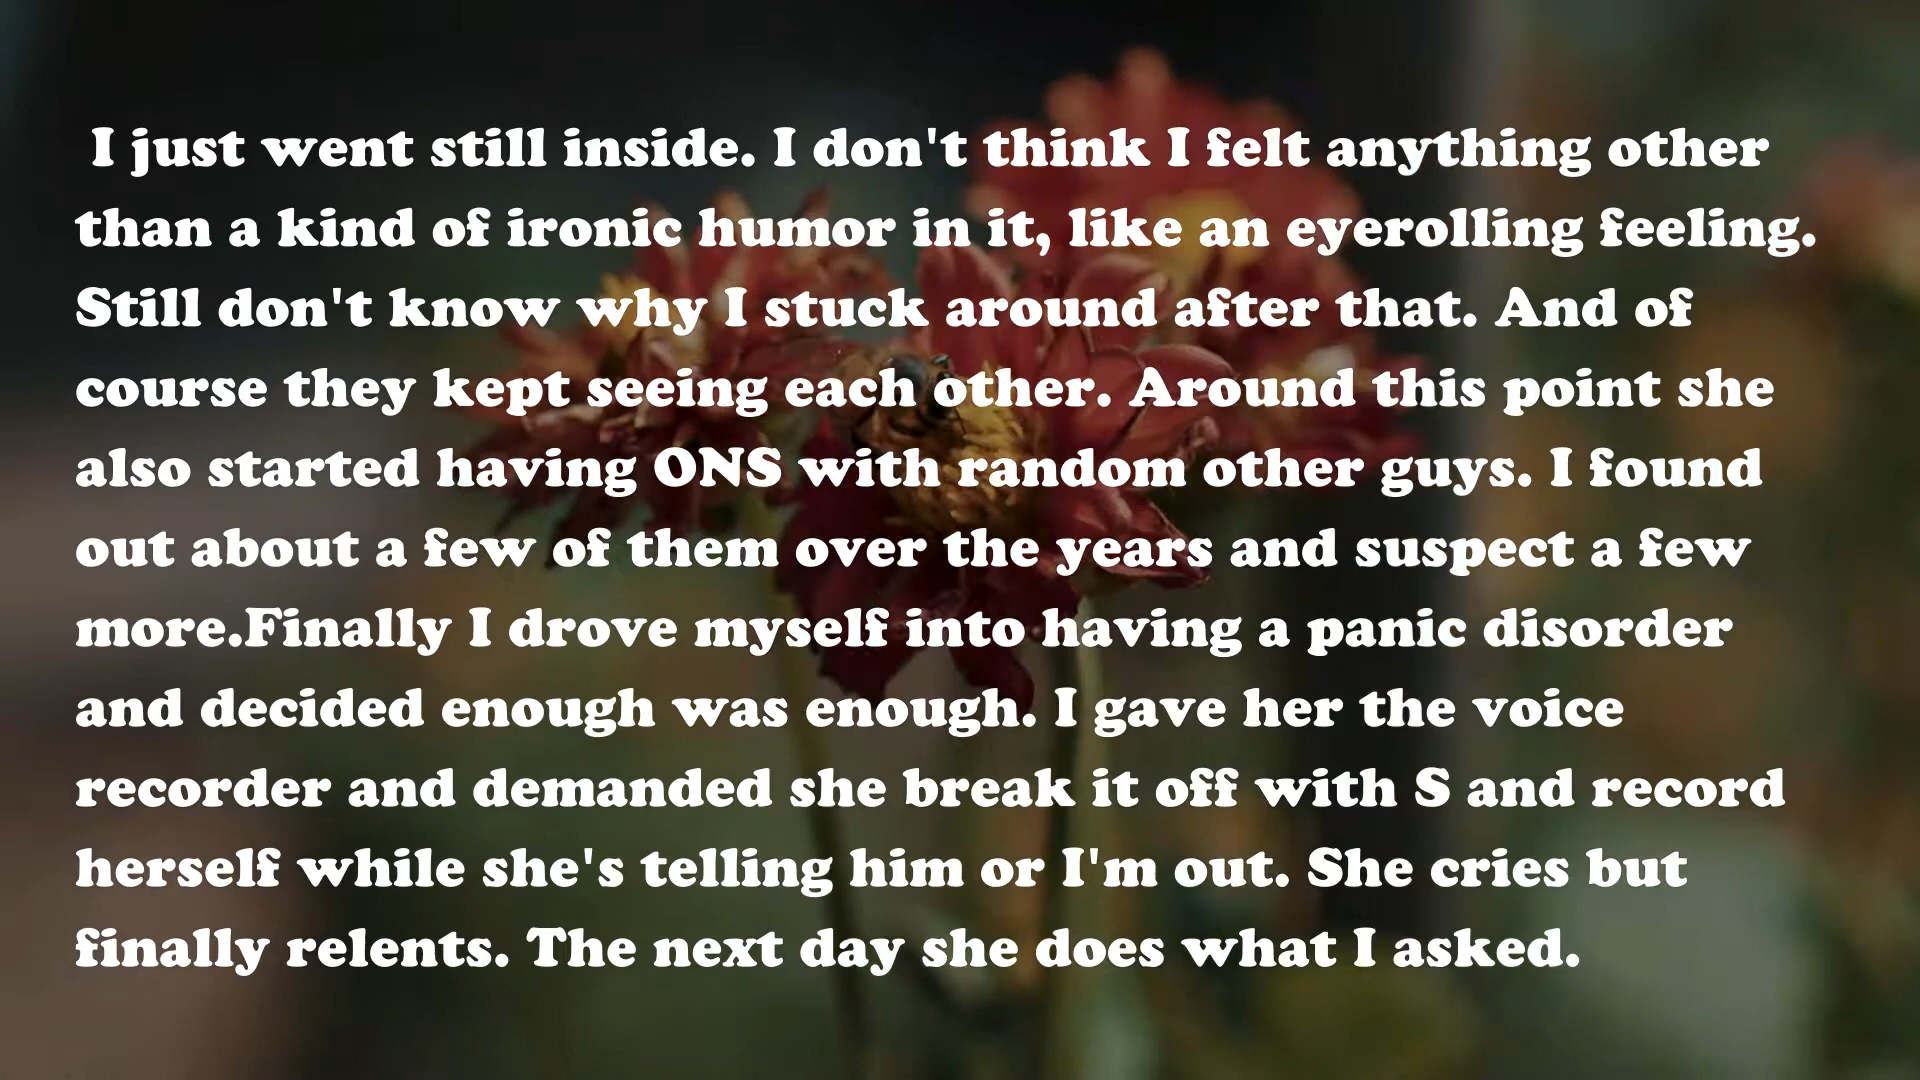 I just went still inside. I don't think I felt anything other
than a kind of ironic humor in it, like an eyerolling feeling.
Still don't know why I stuck around after that. And of
course they kept seeing each other. Around this point she
also started having ONS with random other guys. I found
out about a few of them over the years and suspect a few
more.Finally I drove myself into having a panic disorder
and decided enough was enough. I gave her the voice
recorder and demanded she break it off with S and record
herself while she's telling him or I'm out. She cries but
finally relents. The next day she does what I asked.